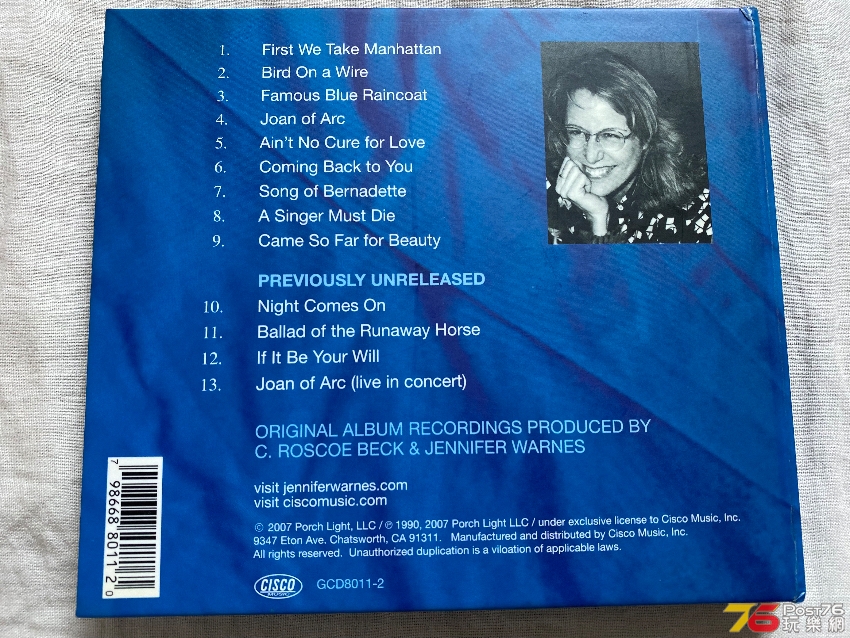 1. First We Take Manhattan
2. Bird On a Wire
3. Famous Blue Raincoat
4. Joan of Arc
5. Ain't No Cure for Love
6. Coming Back to You
7. Song of Bernadette
8. A Singer Must Die
9. Came So Far for Beauty
PREVIOUSLY UNRELEASED
10. Night Comes On
11. Ballad of the Runaway Horse
12. If It Be Your Will
13. Joan of Arc (live in concert)
ORIGINAL ALBUM RECORDINGS PRODUCED BY
C. ROSCOE BECK & JENNIFER WARNES
visit jenniferwarnes.com
visit ciscomusic.com
© 2007 Porch Light, LLC / ℗ 1990, 2007 Porch Light LLC / under exclusive license to Cisco Music, Inc.
9347 Eton Ave. Chatsworth, CA 91311. Manufactured and distributed by Cisco Music, Inc.
All rights reserved. Unauthorized duplication is a viloation of applicable laws.
CISCO
MUSIC
GCD8011-2
7 98668 80112 0
76 Post76
玩樂網